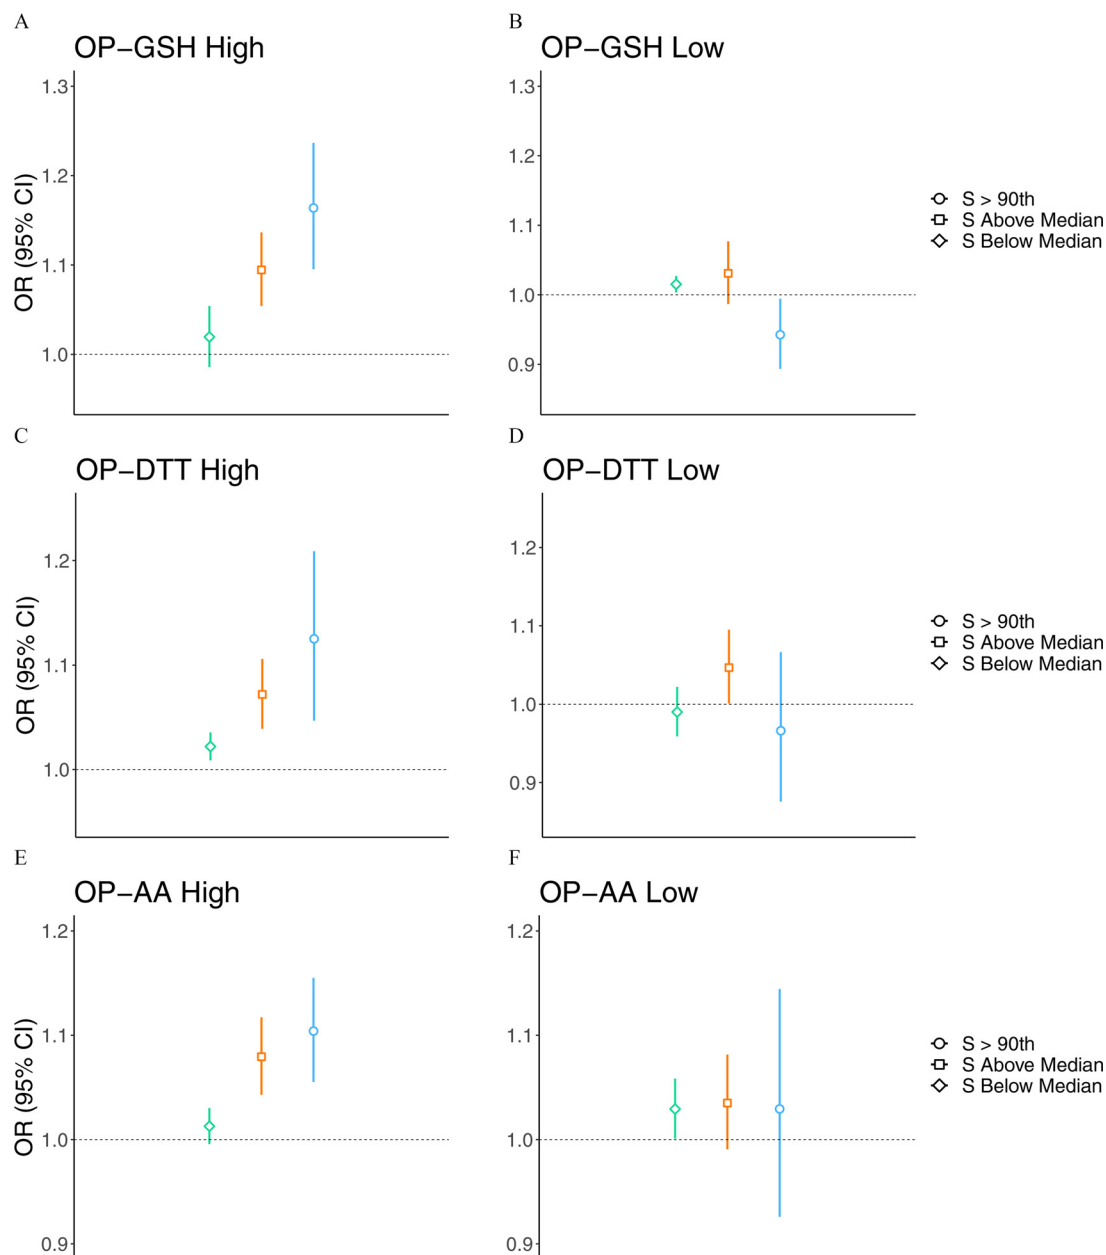 A
OP−GSH High
1.3
1.2
1.1
1.0
OR (95% CI)
B
OP−GSH Low
1.3
1.2
1.1
1.0
0.9
S > 90th
S Above Median
S Below Median
C
OP−DTT High
1.2
1.1
1.0
OR (95% CI)
D
OP−DTT Low
1.2
1.1
1.0
0.9
S > 90th
S Above Median
S Below Median
E
OP−AA High
1.2
1.1
1.0
0.9
OR (95% CI)
F
OP−AA Low
1.2
1.1
1.0
0.9
S > 90th
S Above Median
S Below Median